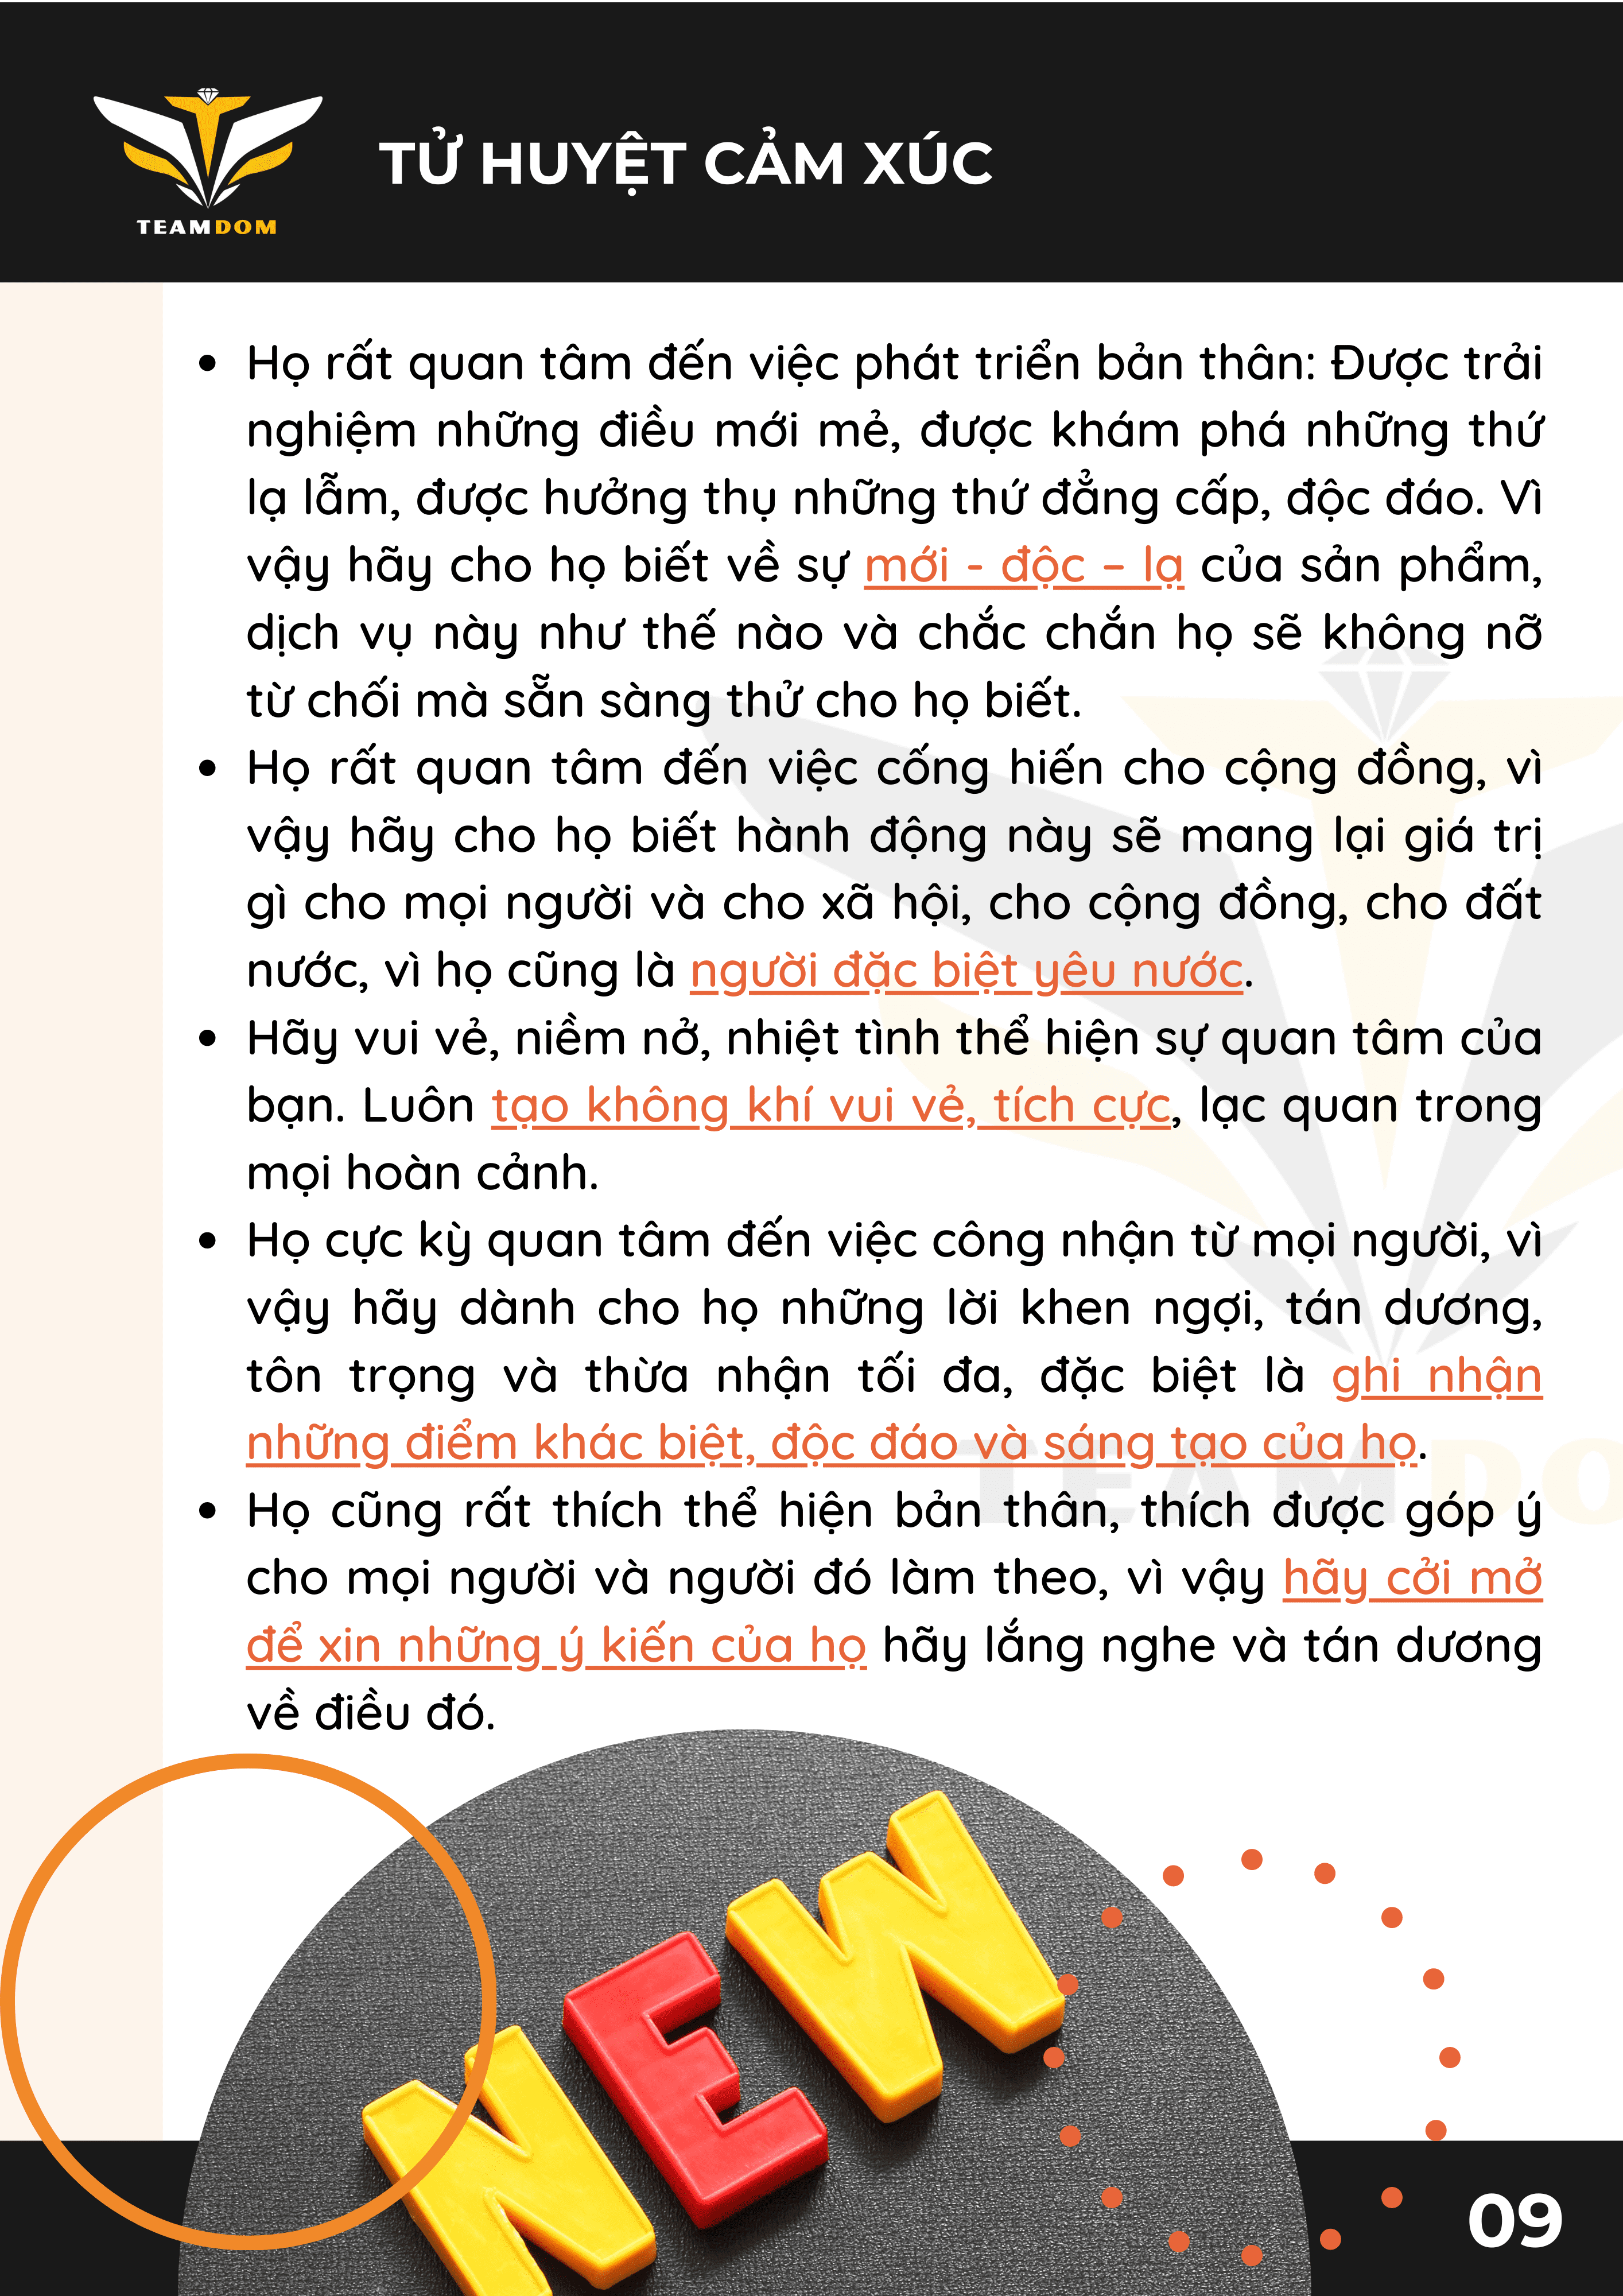 TEAMDOM
TỬ HUYỆT CẢM XÚC
• Họ rất quan tâm đến việc phát triển bản thân: Được trải
nghiệm những điều mới mẻ, được khám phá những thứ
lạ lẫm, được hưởng thụ những thứ đẳng cấp, độc đáo. Vì
vậy hãy cho họ biết về sự mới - độc – lạ của sản phẩm,
dịch vụ này như thế nào và chắc chắn họ sẽ không nỡ
từ chối mà sẵn sàng thử cho họ biết.
• Họ rất quan tâm đến việc cống hiến cho cộng đồng, vì
vậy hãy cho họ biết hành động này sẽ mang lại giá trị
gì cho mọi người và cho xã hội, cho cộng đồng, cho đất
nước, vì họ cũng là người đặc biệt yêu nước.
• Hãy vui vẻ, niềm nở, nhiệt tình thể hiện sự quan tâm của
bạn. Luôn tạo không khí vui vẻ, tích cực, lạc quan trong
mọi hoàn cảnh.
• Họ cực kỳ quan tâm đến việc công nhận từ mọi người, vì
vậy hãy dành cho họ những lời khen ngợi, tán dương,
tôn trọng và thừa nhận tối đa, đặc biệt là ghi nhận
những điểm khác biệt, độc đáo và sáng tạo của họ.
• Họ cũng rất thích thể hiện bản thân, thích được góp ý
cho mọi người và người đó làm theo, vì vậy hãy cởi mở
để xin những ý kiến của họ hãy lắng nghe và tán dương
về điều đó.
TEAMDO
NEW
09